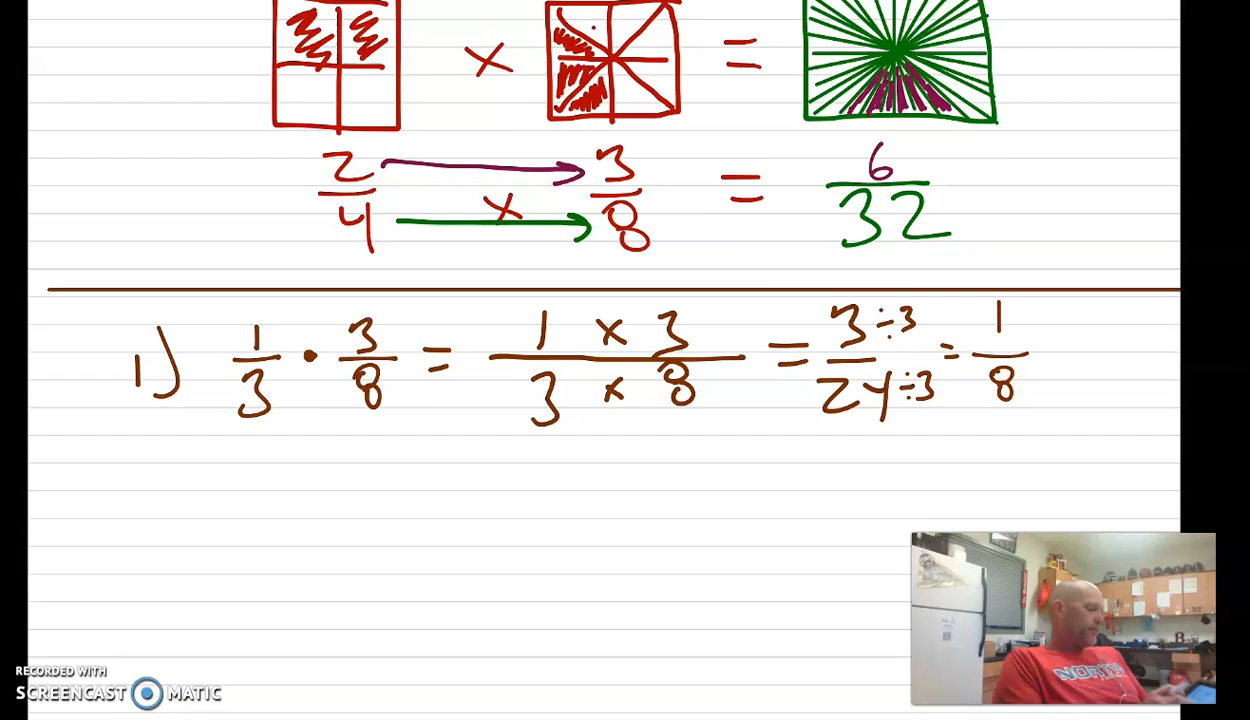 ×
=
2/4 × 3/8 = 6/32
1) 1/3 • 3/8 = 1 × 3 / 3 × 8 = 3÷3 / 24÷3 = 1/8
RECORDED WITH
SCREENCAST MATIC